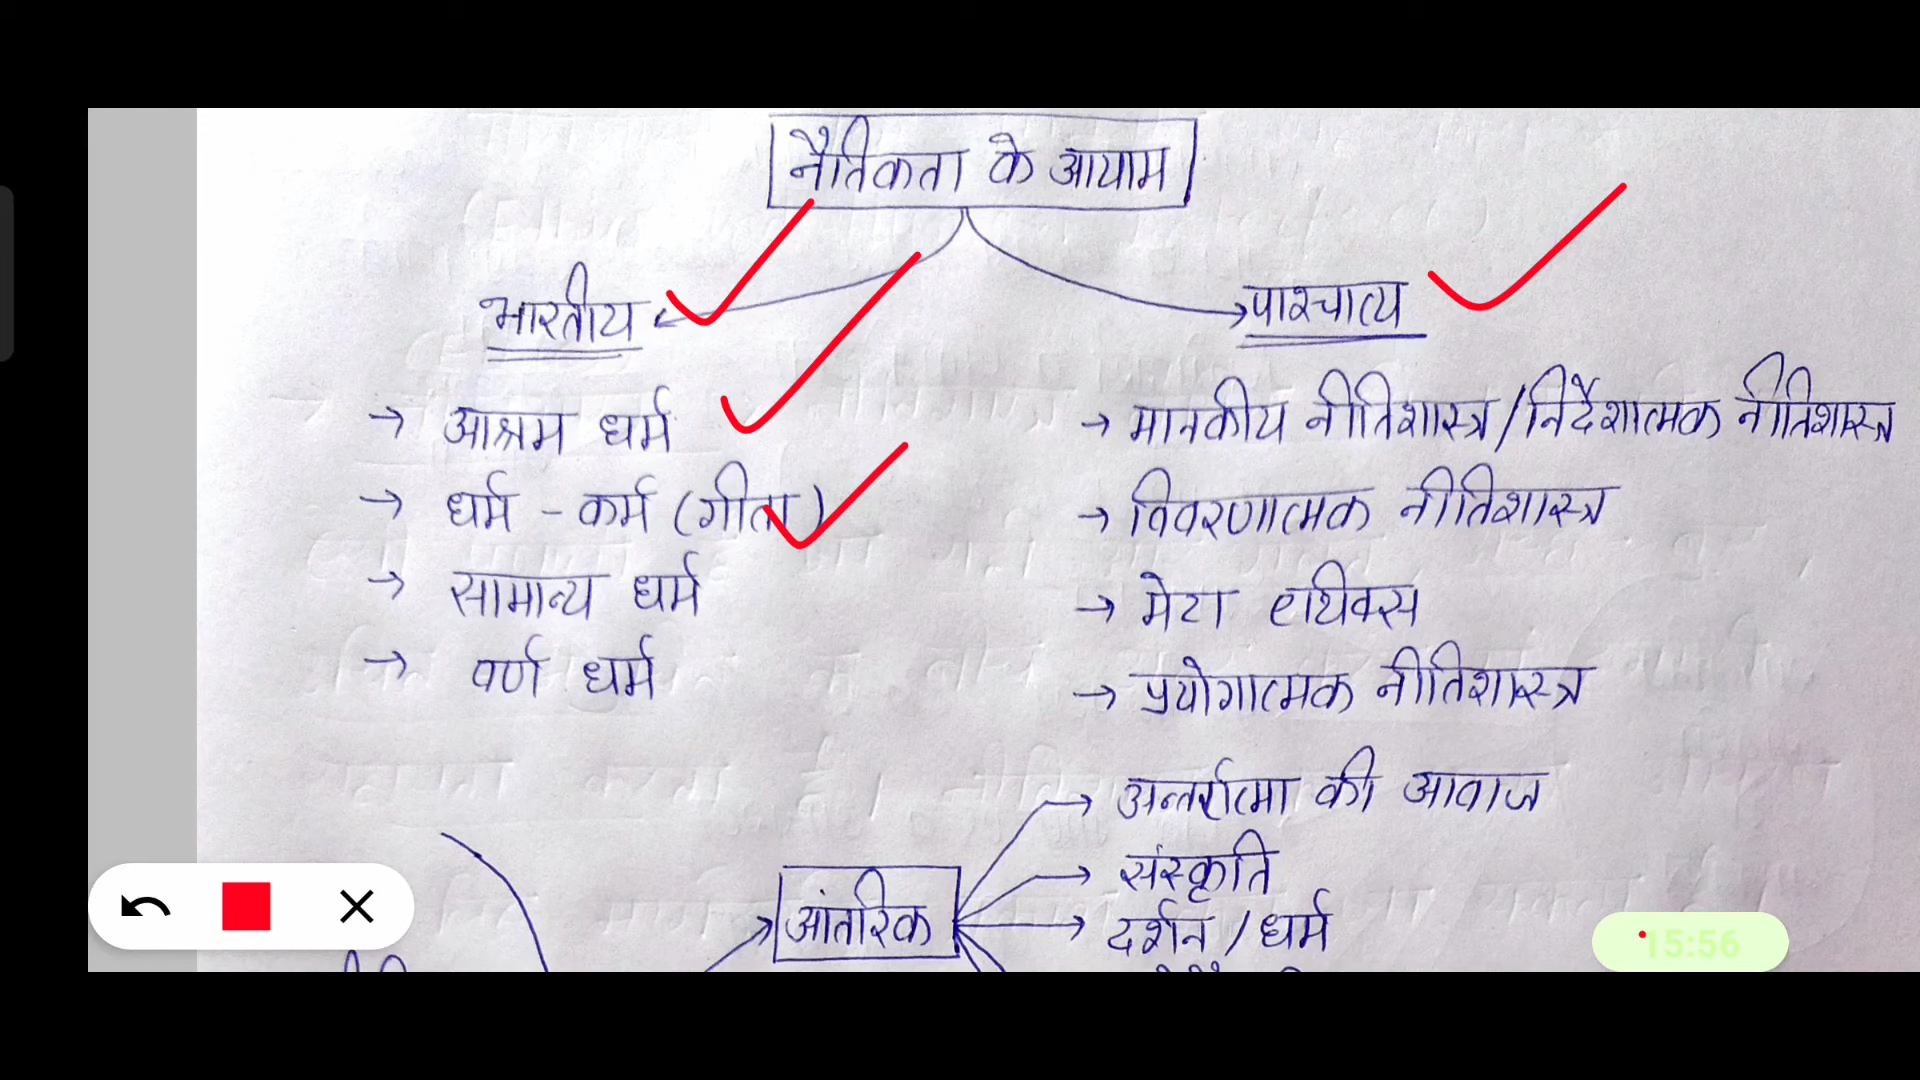 नैतिकता के आयाम
भारतीय
→ आश्रम धर्म
→ धर्म - कर्म (गीता)
→ सामान्य धर्म
→ वर्ण धर्म
पाश्चात्य
→ मानकीय नीतिशास्त्र/निर्देशात्मक नीतिशास्त्र
→ विवरणात्मक नीतिशास्त्र
→ मेटा एथिक्स
→ प्रयोगात्मक नीतिशास्त्र
आंतरिक
→ अन्तर्रात्मा की आवाज
→ संस्कृति
→ दर्शन / धर्म
15:56